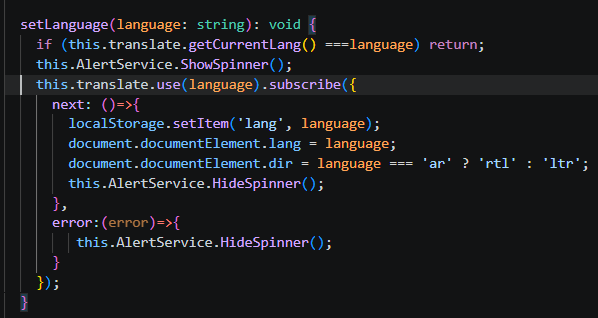 setLanguage(language: string): void {
if (this.translate.getCurrentLang() ===language) return;
this.AlertService.ShowSpinner();
this.translate.use(language).subscribe({
next: ()=>{
localStorage.setItem('lang', language);
document.documentElement.lang = language;
document.documentElement.dir = language === 'ar' ? 'rtl' : 'ltr';
this.AlertService.HideSpinner();
},
error:(error)=>{
this.AlertService.HideSpinner();
}
});
}